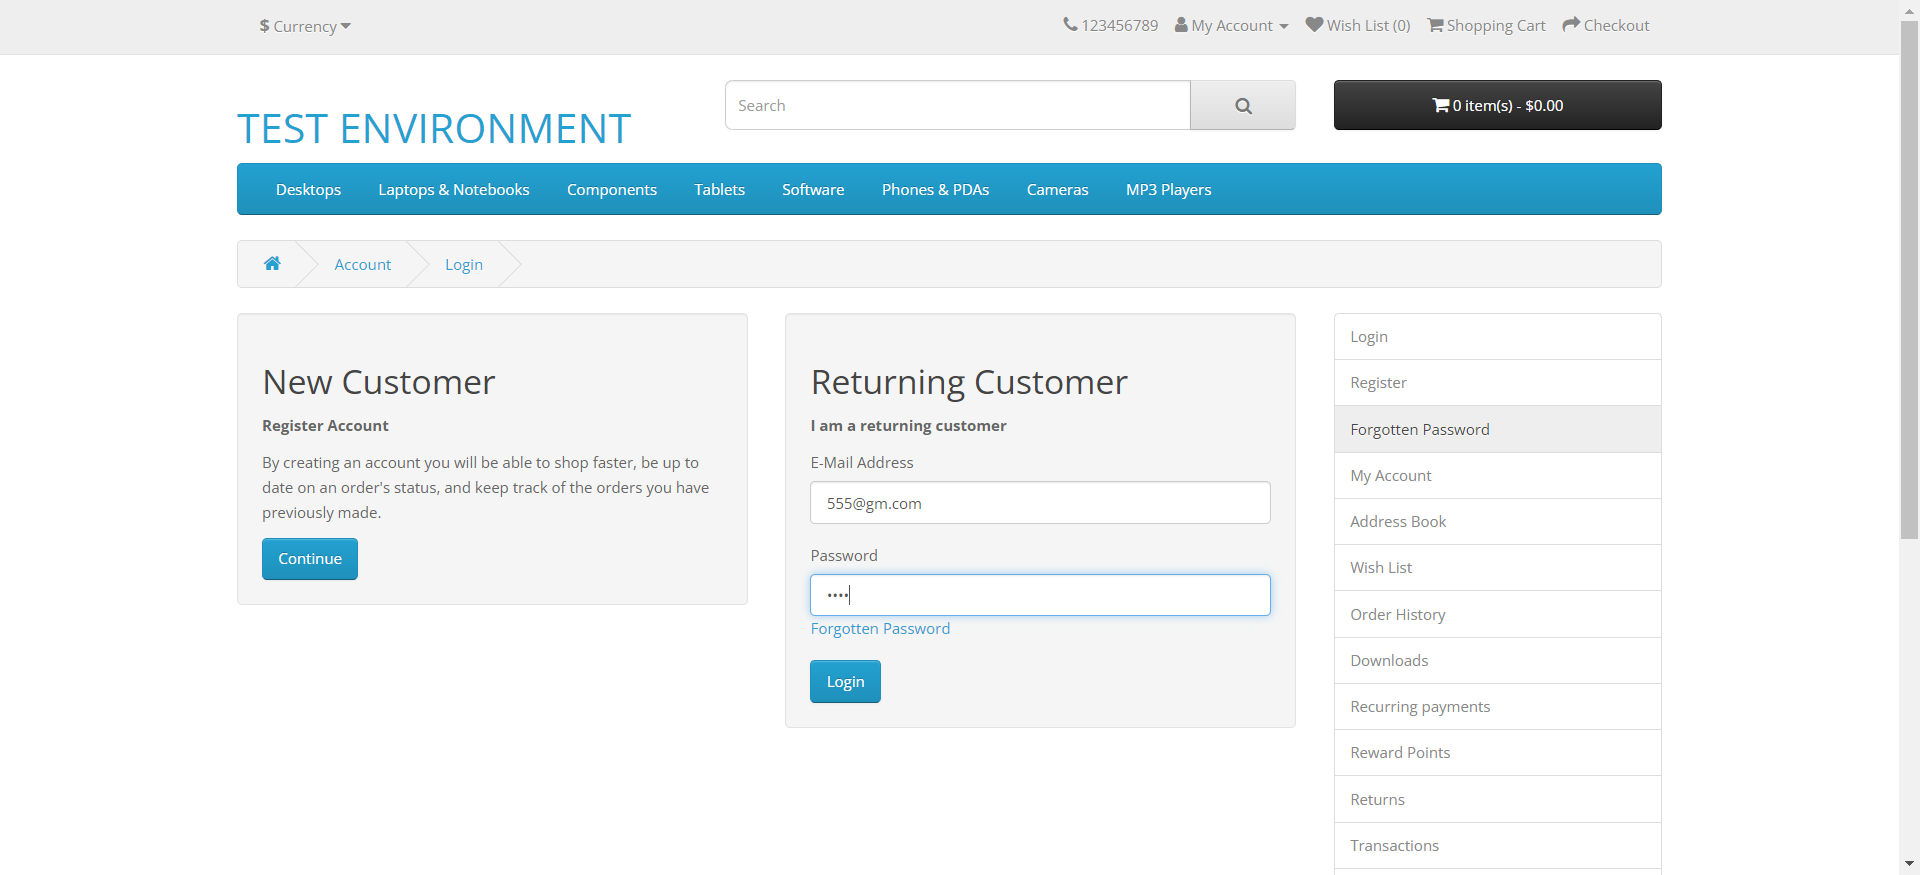 $ Currency
123456789 My Account Wish List (0) Shopping Cart Checkout
TEST ENVIRONMENT
Search
0 item(s) - $0.00
Desktops Laptops & Notebooks Components Tablets Software Phones & PDAs Cameras MP3 Players
Account Login
New Customer
Register Account
By creating an account you will be able to shop faster, be up to
date on an order's status, and keep track of the orders you have
previously made.
Continue
Returning Customer
I am a returning customer
E-Mail Address
555@gm.com
Password
••••
Forgotten Password
Login
Login
Register
Forgotten Password
My Account
Address Book
Wish List
Order History
Downloads
Recurring payments
Reward Points
Returns
Transactions